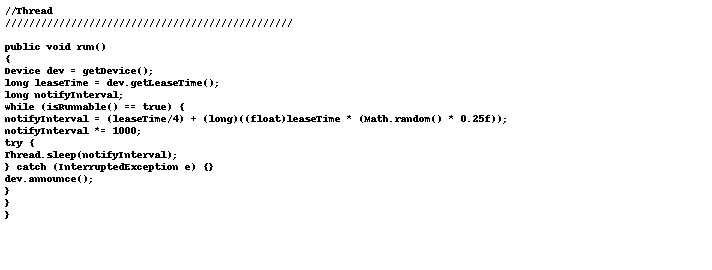 //Thread
////////////////////////////////////////////////
public void run()
{
Device dev = getDevice();
long leaseTime = dev.getLeaseTime();
long notifyInterval;
while (isRunnable() == true) {
notifyInterval = (leaseTime/4) + (long)((float)leaseTime * (Math.random() * 0.25f));
notifyInterval *= 1000;
try {
Thread.sleep(notifyInterval);
} catch (InterruptedException e) {}
dev.announce();
}
}
}